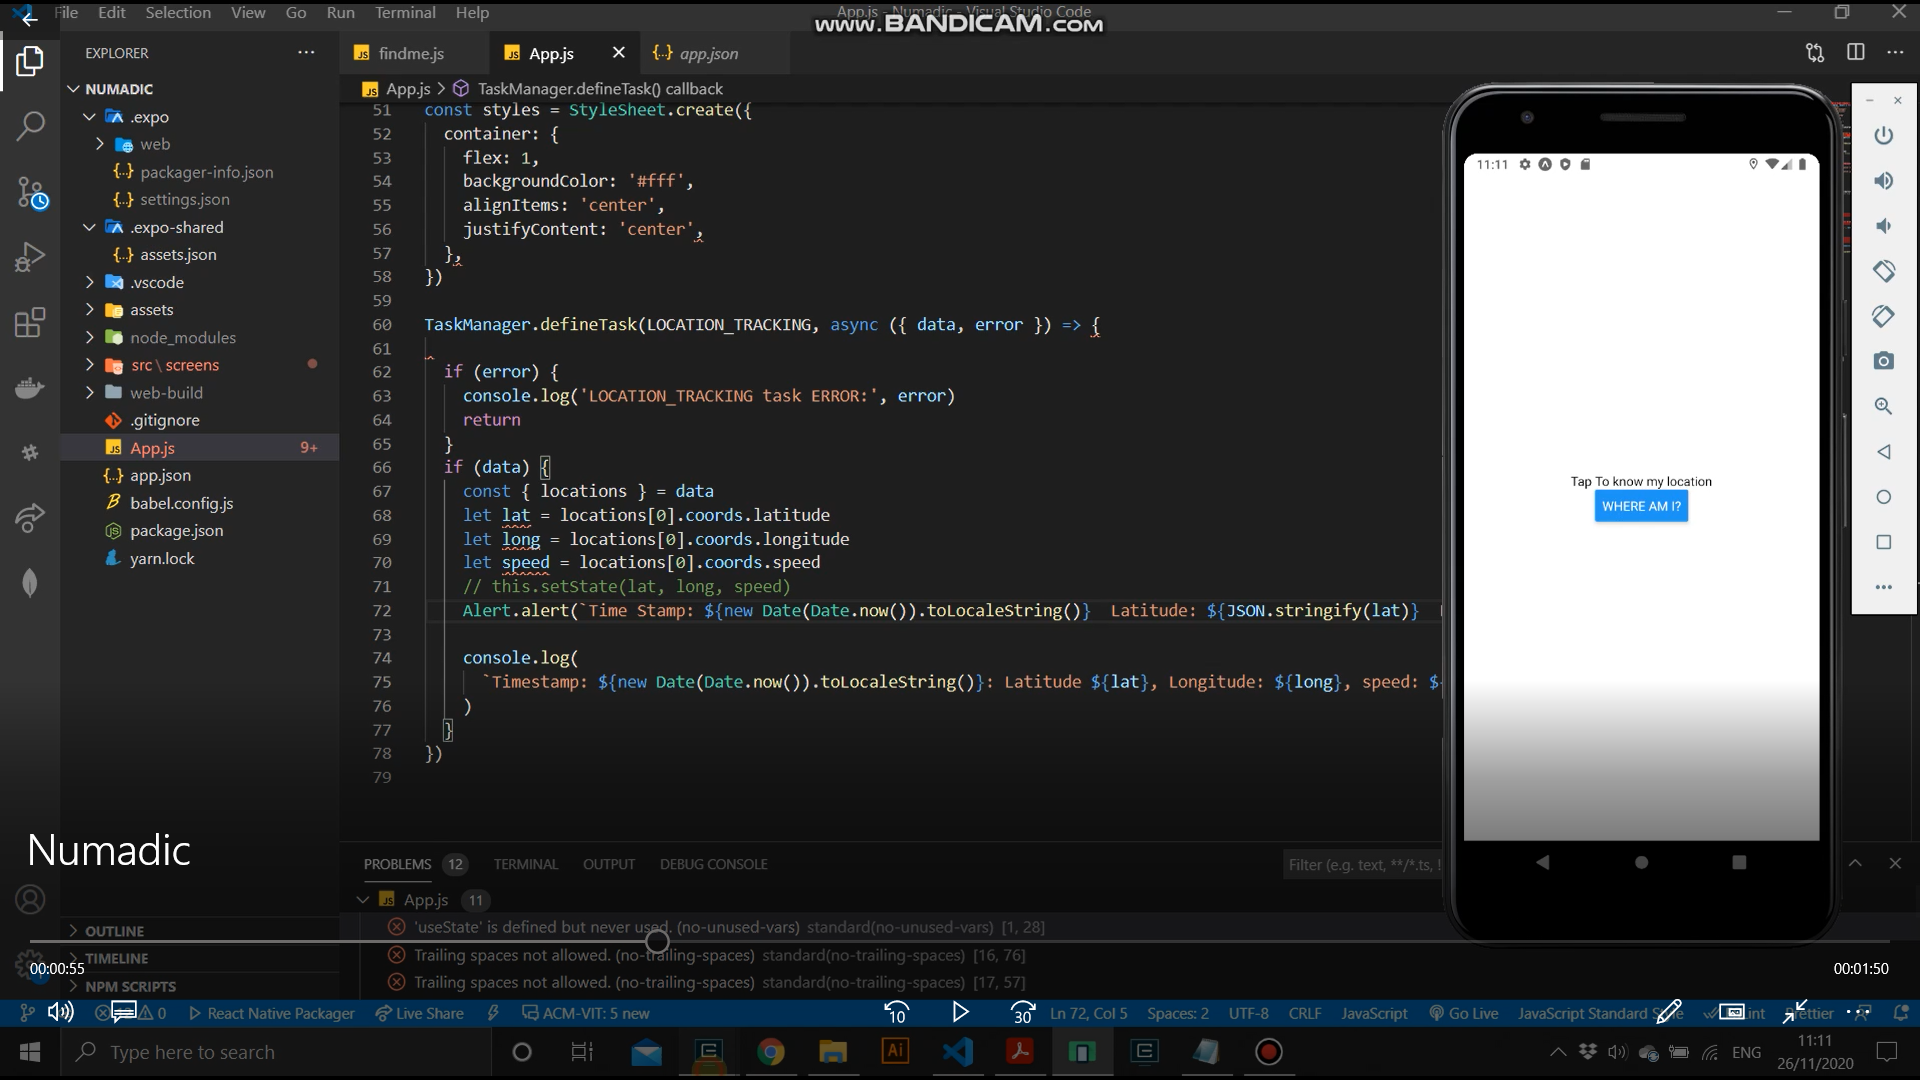 File Edit Selection View Go Run Terminal Help
App.js - Numadic - Visual Studio Code
www.BANDICAM.com
EXPLORER
NUMADIC
.expo
web
packager-info.json
settings.json
.expo-shared
assets.json
.vscode
assets
node_modules
src \ screens
web-build
.gitignore
App.js 9+
app.json
babel.config.js
package.json
yarn.lock
OUTLINE
TIMELINE
NPM SCRIPTS
findme.js App.js app.json
App.js > TaskManager.defineTask() callback
51 const styles = StyleSheet.create({
52 container: {
53 flex: 1,
54 backgroundColor: '#fff',
55 alignItems: 'center',
56 justifyContent: 'center',
57 },
58 })
59
60 TaskManager.defineTask(LOCATION_TRACKING, async ({ data, error }) => {
61
62 if (error) {
63 console.log('LOCATION_TRACKING task ERROR:', error)
64 return
65 }
66 if (data) {
67 const { locations } = data
68 let lat = locations[0].coords.latitude
69 let long = locations[0].coords.longitude
70 let speed = locations[0].coords.speed
71 // this.setState(lat, long, speed)
72 Alert.alert(`Time Stamp: ${new Date(Date.now()).toLocaleString()} Latitude: ${JSON.stringify(lat)}
73
74 console.log(
75 `Timestamp: ${new Date(Date.now()).toLocaleString()}: Latitude ${lat}, Longitude: ${long}, speed: $
76 )
77 }
78 })
79
11:11
Tap To know my location
WHERE AM I?
Numadic
PROBLEMS 12 TERMINAL OUTPUT DEBUG CONSOLE
Filter (e.g. text, **/*.ts, !
App.js 11
'useState' is defined but never used. (no-unused-vars) standard(no-unused-vars) [1, 28]
Trailing spaces not allowed. (no-trailing-spaces) standard(no-trailing-spaces) [16, 76]
Trailing spaces not allowed. (no-trailing-spaces) standard(no-trailing-spaces) [17, 57]
00:00:55
00:01:50
0 React Native Packager Live Share ACM-VIT: 5 new 10 30 Ln 72, Col 5 Spaces: 2 UTF-8 CRLF JavaScript Go Live JavaScript Standard Prettier
Type here to search
ENG
11:11
26/11/2020